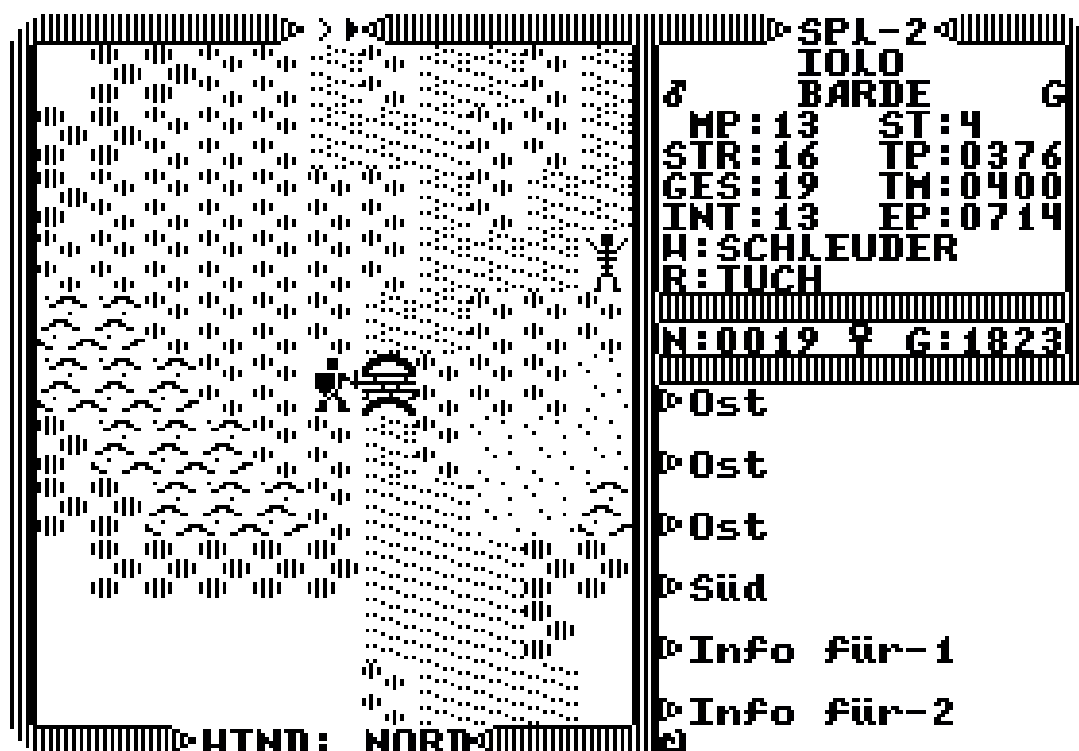 SPL-2
IOLO
♂ BARDE G
MP:13 ST:4
STR:16 TP:0376
GES:19 TM:0400
INT:13 EP:0714
W:SCHLEUDER
R:TUCH
N:0019 ♀ G:1823
Ost
Ost
Ost
Süd
Info für-1
Info für-2
WIND: NORD